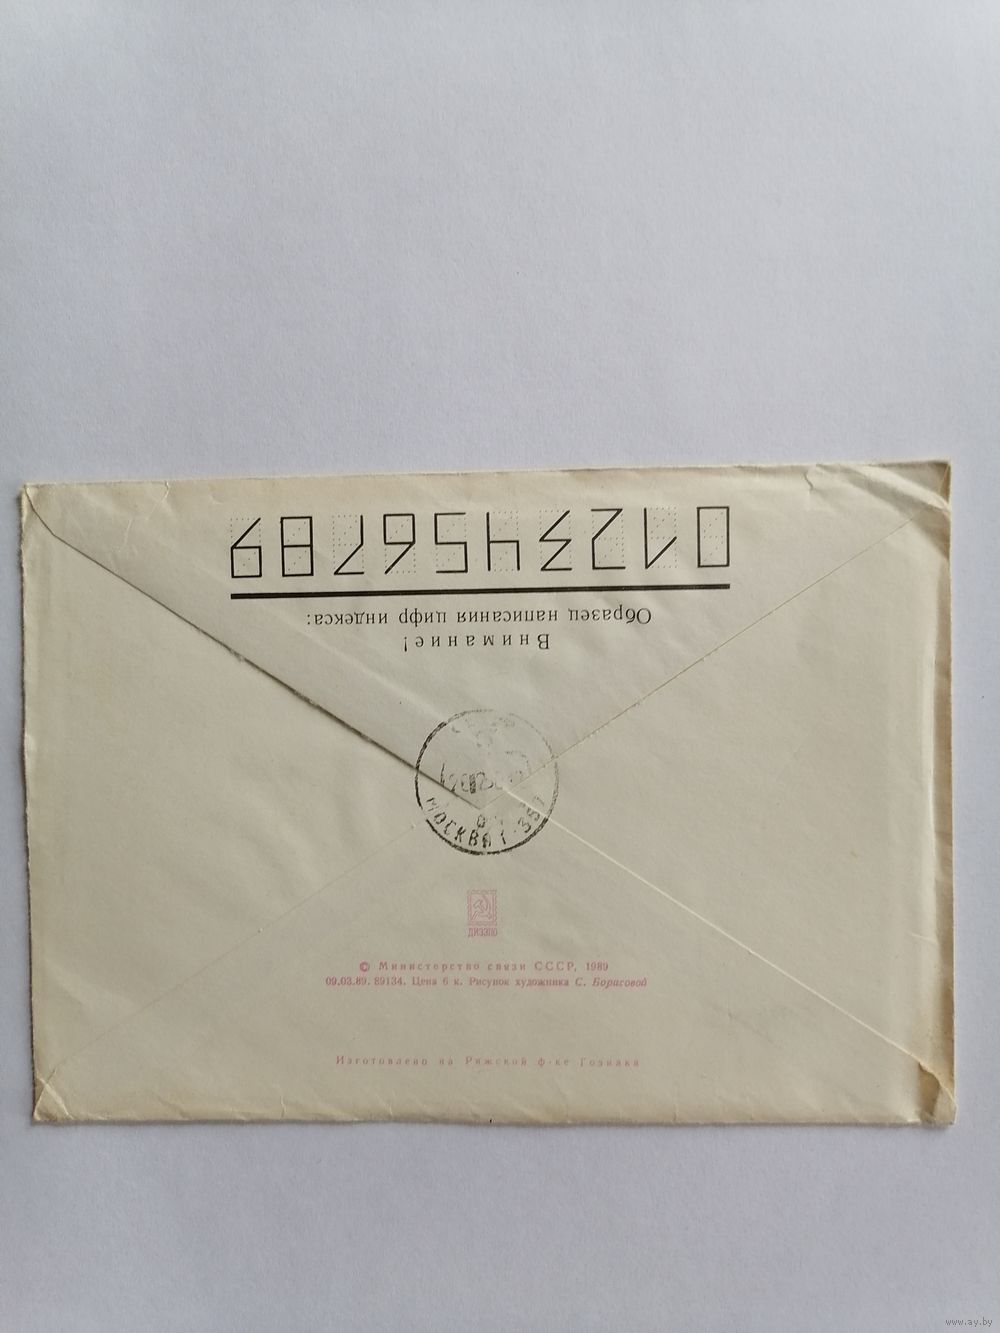 0123456789
Образец написания цифр индекса:
Внимание!
МОСКВА Г-357
ДИЭЗПО
© Министерство связи СССР, 1989
09.03.89. 89134. Цена 6 к. Рисунок художника С. Борисовой
Изготовлено на Рижской ф-ке Гознака
www.ay.by